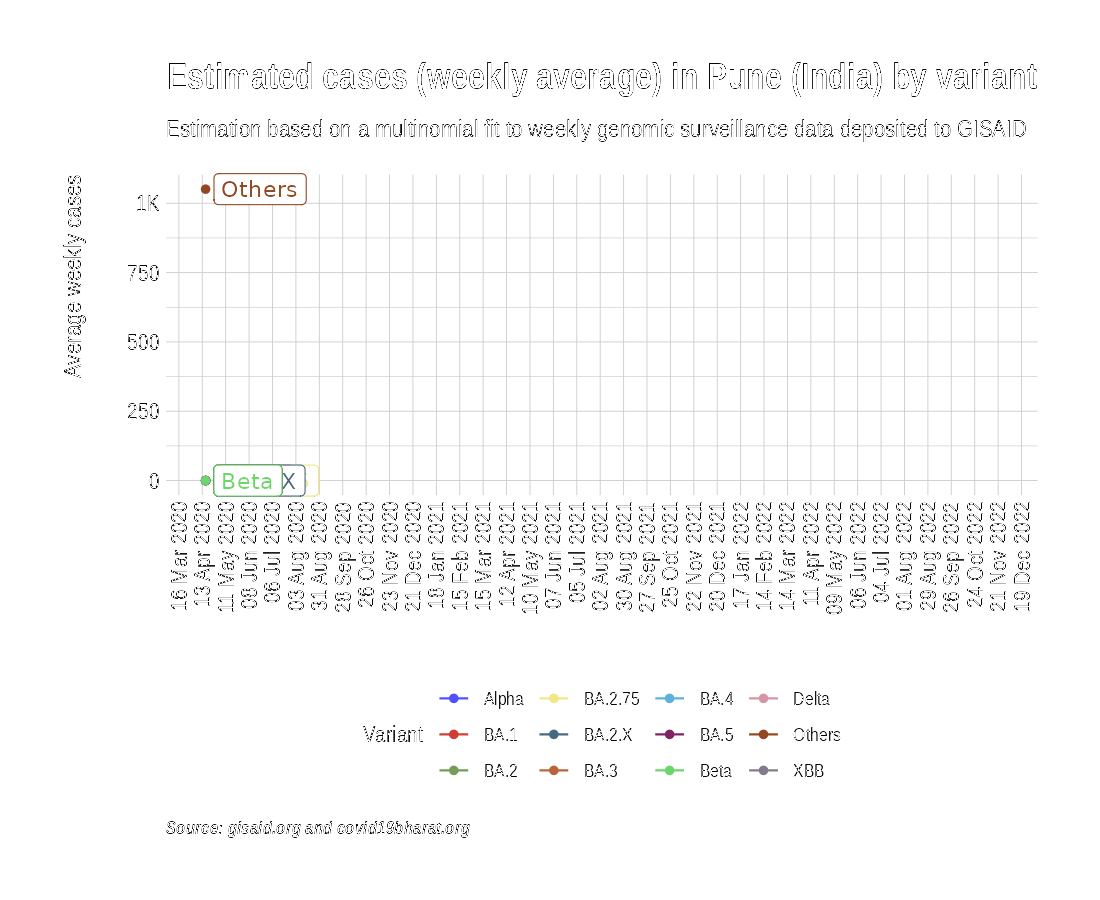 Estimated cases (weekly average) in Pune (India) by variant
Estimation based on a multinomial fit to weekly genomic surveillance data deposited to GISAID
Average weekly cases
1K
750
500
250
0
Others
Beta
X
16 Mar 2020
13 Apr 2020
11 May 2020
08 Jun 2020
06 Jul 2020
03 Aug 2020
31 Aug 2020
28 Sep 2020
26 Oct 2020
23 Nov 2020
21 Dec 2020
18 Jan 2021
15 Feb 2021
15 Mar 2021
12 Apr 2021
10 May 2021
07 Jun 2021
05 Jul 2021
02 Aug 2021
30 Aug 2021
27 Sep 2021
25 Oct 2021
22 Nov 2021
20 Dec 2021
17 Jan 2022
14 Feb 2022
14 Mar 2022
11 Apr 2022
09 May 2022
06 Jun 2022
04 Jul 2022
01 Aug 2022
29 Aug 2022
26 Sep 2022
24 Oct 2022
21 Nov 2022
19 Dec 2022
Alpha BA.2.75 BA.4 Delta
Variant BA.1 BA.2.X BA.5 Others
BA.2 BA.3 Beta XBB
Source: gisaid.org and covid19bharat.org